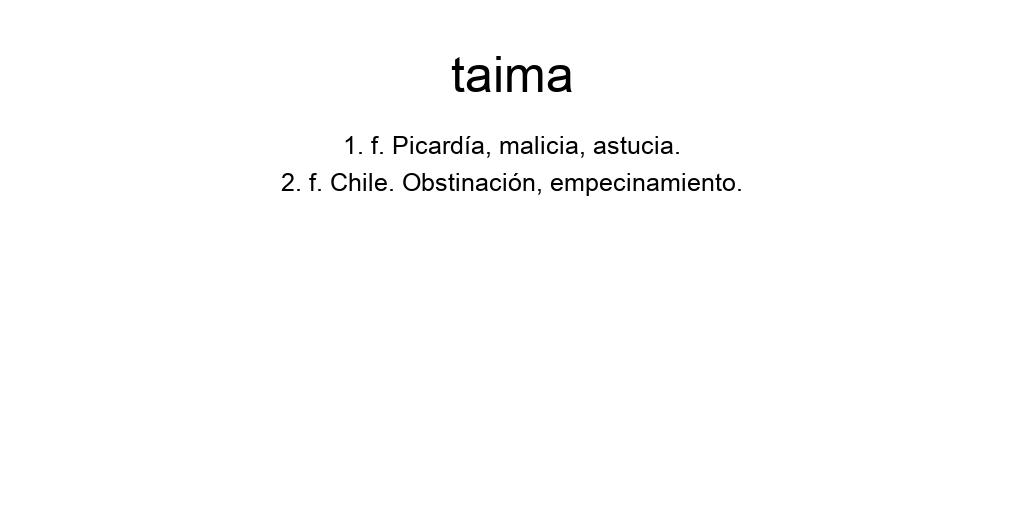 taima
1. f. Picardía, malicia, astucia.
2. f. Chile. Obstinación, empecinamiento.